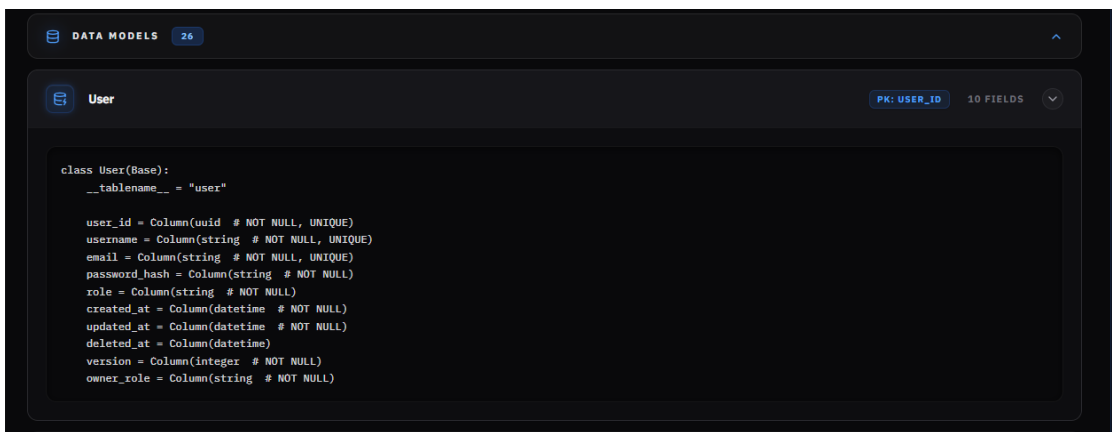 DATA MODELS 26
User PK: USER_ID 10 FIELDS
class User(Base):
    __tablename__ = "user"

    user_id = Column(uuid  # NOT NULL, UNIQUE)
    username = Column(string  # NOT NULL, UNIQUE)
    email = Column(string  # NOT NULL, UNIQUE)
    password_hash = Column(string  # NOT NULL)
    role = Column(string  # NOT NULL)
    created_at = Column(datetime  # NOT NULL)
    updated_at = Column(datetime  # NOT NULL)
    deleted_at = Column(datetime)
    version = Column(integer  # NOT NULL)
    owner_role = Column(string  # NOT NULL)